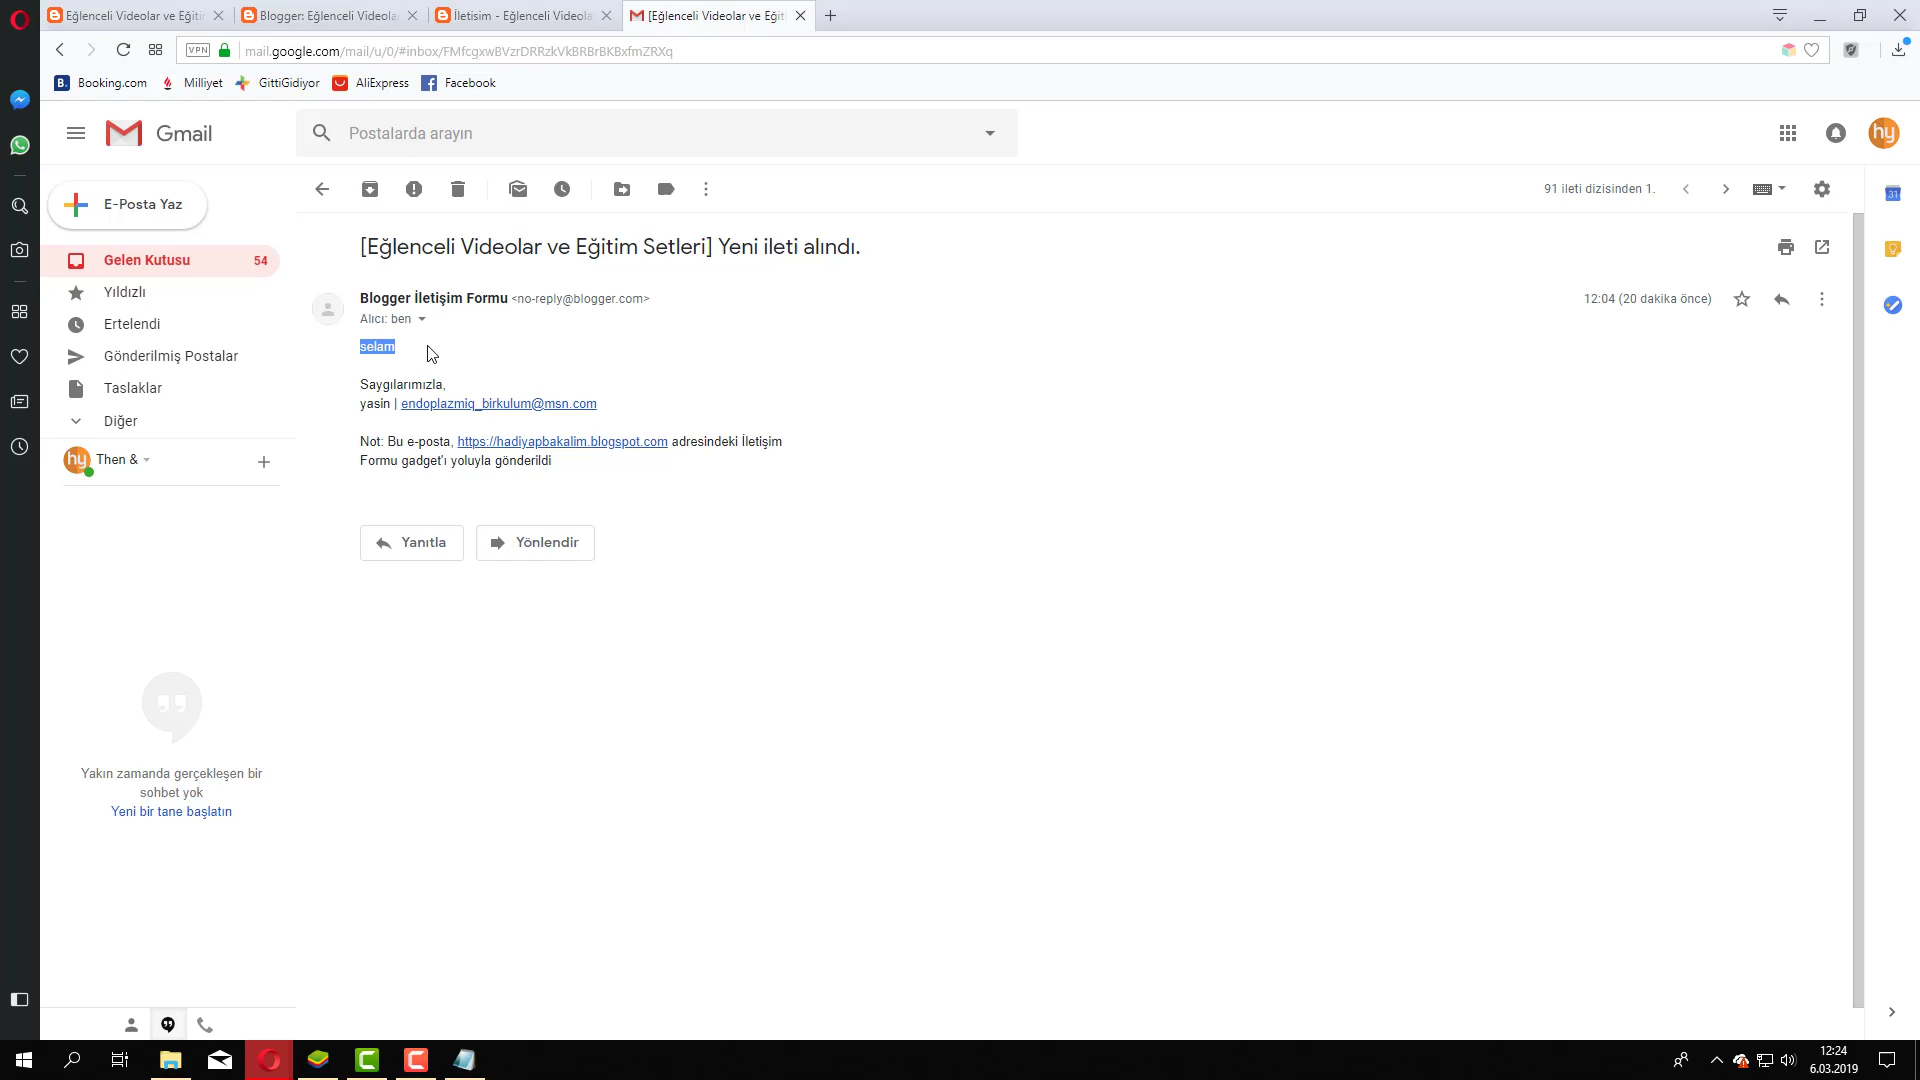 Eğlenceli Videolar ve Eğitin
Blogger: Eğlenceli Videola
İletisim - Eğlenceli Videola
[Eğlenceli Videolar ve Eğit
VPN
mail.google.com/mail/u/0/#inbox/FMfcgxwBVzrDRRzkVkBRBrBKBxfmZRXq
B. Booking.com
Milliyet
GittiGidiyor
AliExpress
Facebook
Gmail
Postalarda arayın
hy
E-Posta Yaz
91 ileti dizisinden 1.
31
Gelen Kutusu 54
Yıldızlı
Ertelendi
Gönderilmiş Postalar
Taslaklar
Diğer
hy Then &
[Eğlenceli Videolar ve Eğitim Setleri] Yeni ileti alındı.
Blogger İletişim Formu <no-reply@blogger.com>
12:04 (20 dakika önce)
Alıcı: ben
selam
Saygılarımızla,
yasin | endoplazmiq_birkulum@msn.com
Not: Bu e-posta, https://hadiyapbakalim.blogspot.com adresindeki İletişim
Formu gadget'ı yoluyla gönderildi
Yanıtla
Yönlendir
Yakın zamanda gerçekleşen bir
sohbet yok
Yeni bir tane başlatın
12:24
6.03.2019